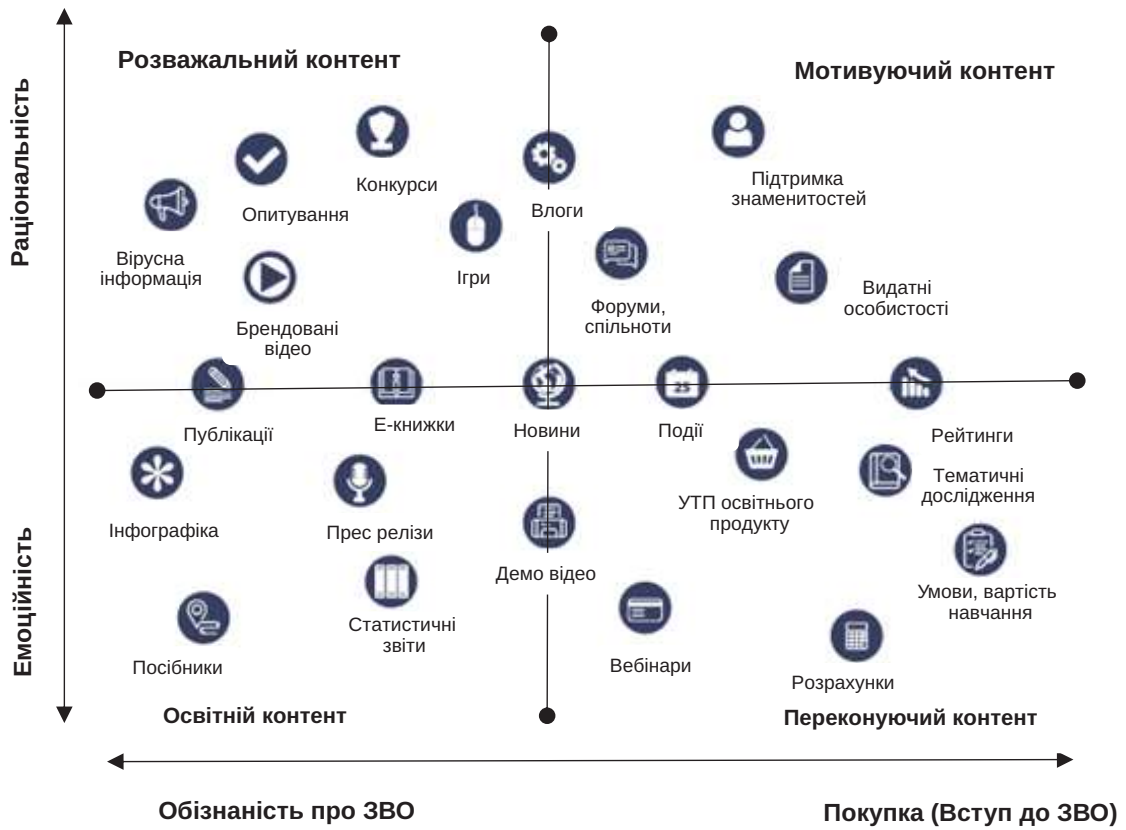 Розважальний контент
Мотивуючий контент
Раціональність
Конкурси
Опитування
Влоги
Підтримка
знаменитостей
Вірусна
інформація
Ігри
Видатні
особистості
Форуми,
спільноти
Брендовані
відео
25
Публікації
Е-книжки
Новини
Події
Рейтинги
Тематичні
дослідження
УТП освітнього
продукту
Інфографіка
Прес релізи
Емоційність
Демо відео
Умови, вартість
навчання
Статистичні
звіти
Посібники
Вебінари
Розрахунки
Освітній контент
Переконуючий контент
Обізнаність про ЗВО
Покупка (Вступ до ЗВО)